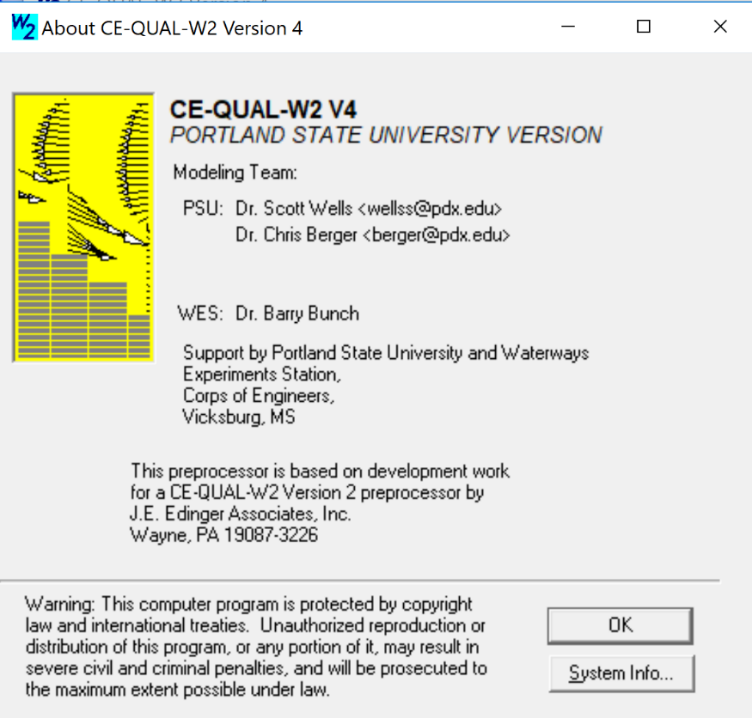 W2 About CE-QUAL-W2 Version 4
CE-QUAL-W2 V4
PORTLAND STATE UNIVERSITY VERSION
Modeling Team:
PSU: Dr. Scott Wells <wellss@pdx.edu>
Dr. Chris Berger <berger@pdx.edu>
WES: Dr. Barry Bunch
Support by Portland State University and Waterways
Experiments Station,
Corps of Engineers,
Vicksburg, MS
This preprocessor is based on development work
for a CE-QUAL-W2 Version 2 preprocessor by
J.E. Edinger Associates, Inc.
Wayne, PA 19087-3226
Warning: This computer program is protected by copyright
law and international treaties. Unauthorized reproduction or
distribution of this program, or any portion of it, may result in
severe civil and criminal penalties, and will be prosecuted to
the maximum extent possible under law.
OK
System Info...